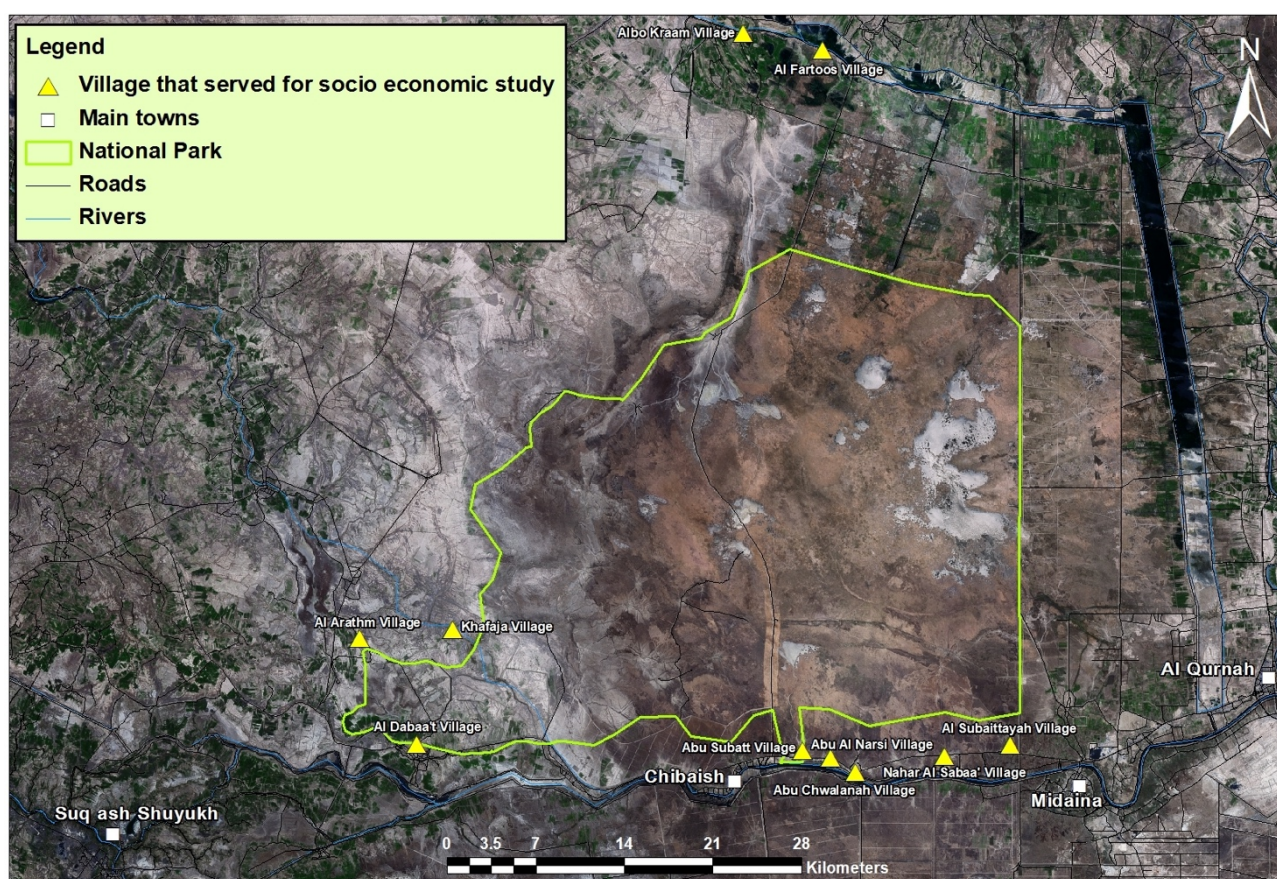 Legend
Village that served for socio economic study
Main towns
National Park
Roads
Rivers
Albo Kraam Village
Al Fartoos Village
N
Al Arathm Village
Khafaja Village
Al Qurnah
Al Dabaa't Village
Al Subaittayah Village
Abu Subatt Village
Abu Al Narsi Village
Nahar Al Sabaa' Village
Chibaish
Abu Chwalanah Village
Midaina
Suq ash Shuyukh
0 3.5 7 14 21 28
Kilometers